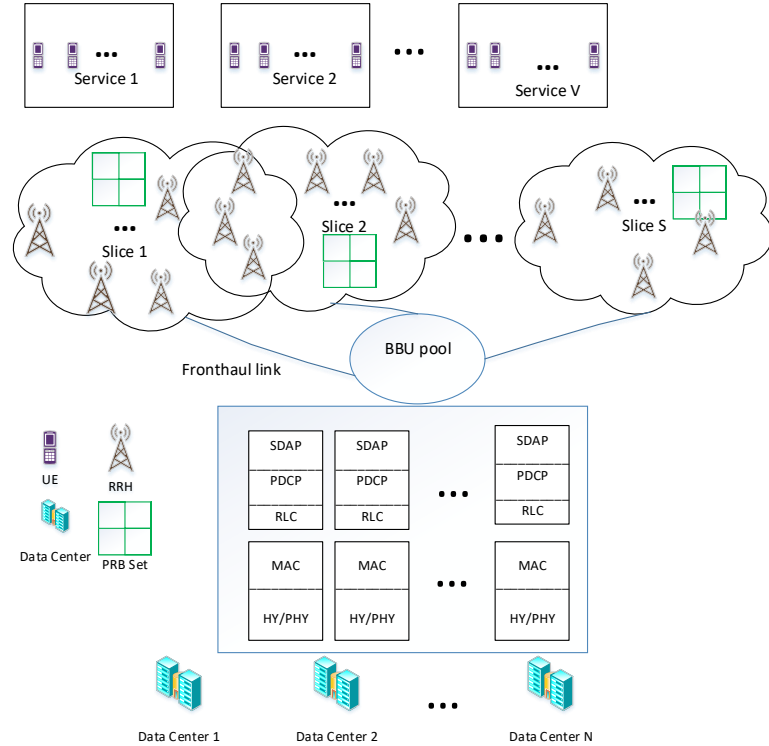 Service 1
Service 2
Service V
Slice 1
Slice 2
Slice S
BBU pool
Fronthaul link
UE
RRH
Data Center
PRB Set
SDAP
SDAP
SDAP
PDCP
PDCP
PDCP
RLC
RLC
RLC
MAC
MAC
MAC
HY/PHY
HY/PHY
HY/PHY
Data Center 1
Data Center 2
Data Center N